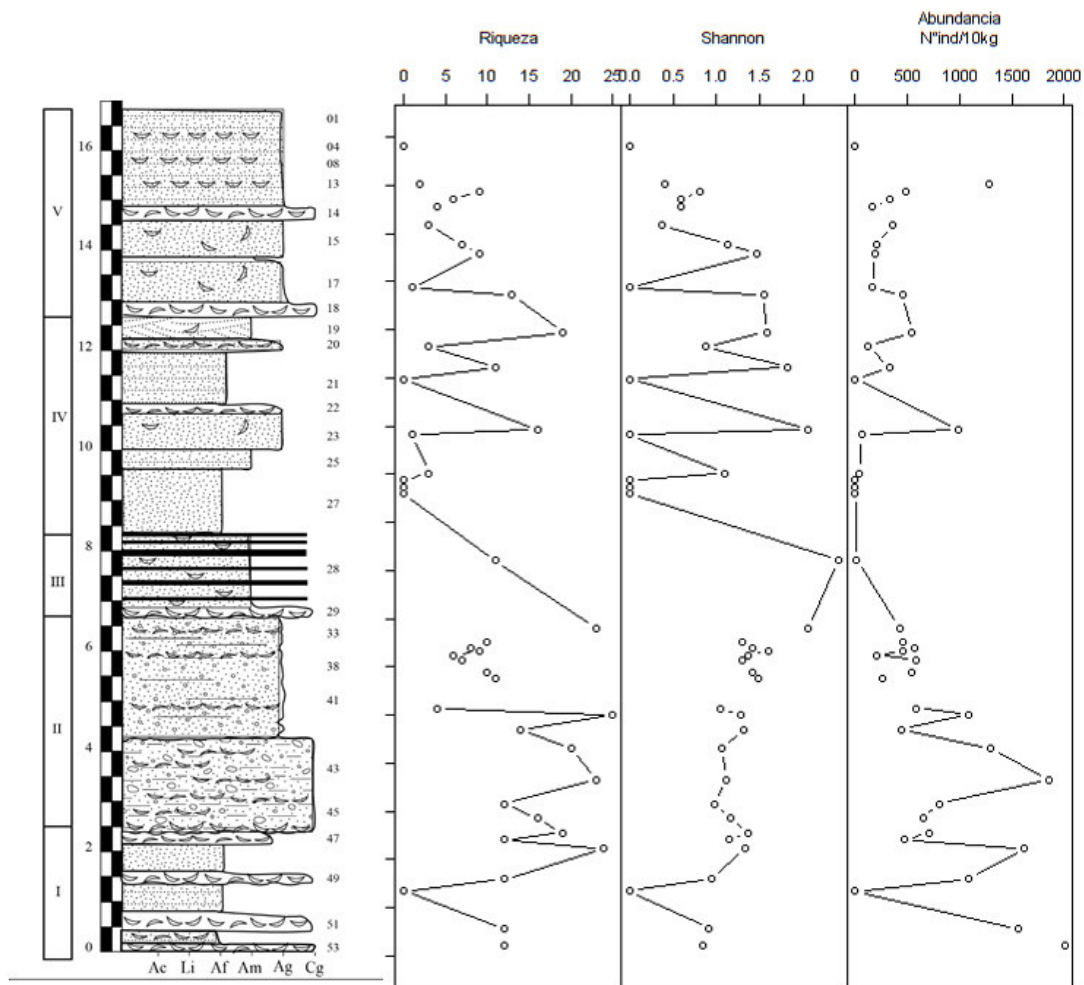 Riqueza
Shannon
Abundancia
N°ind/10kg
0 5 10 15 20 25
0.0 0.5 1.0 1.5 2.0
0 500 1000 1500 2000
01
16 04
08
13
V
14
14 15
17
18
19
12 20
21
22
IV
10 23
25
27
8
28
III
29
6 33
38
41
II
4
43
45
47
2
49
I
51
0 53
Ac Li Af Am Ag Cg